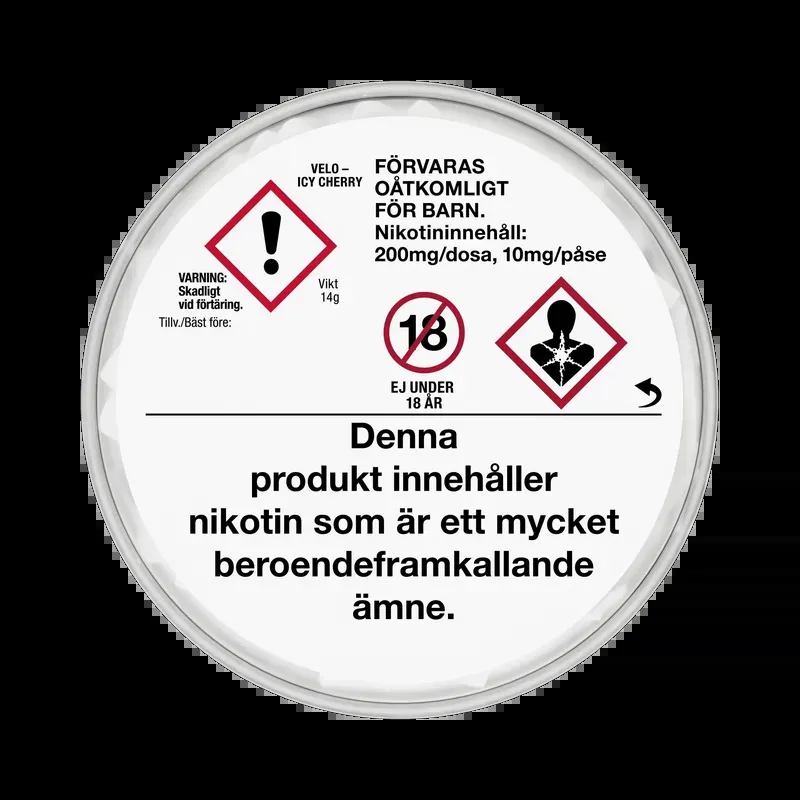 VELO –
ICY CHERRY
FÖRVARAS
OÅTKOMLIGT
FÖR BARN.
Nikotininnehåll:
200mg/dosa, 10mg/påse
VARNING:
Skadligt
vid förtäring.
Vikt
14g
Tillv./Bäst före:
18
EJ UNDER
18 ÅR
Denna
produkt innehåller
nikotin som är ett mycket
beroendeframkallande
ämne.